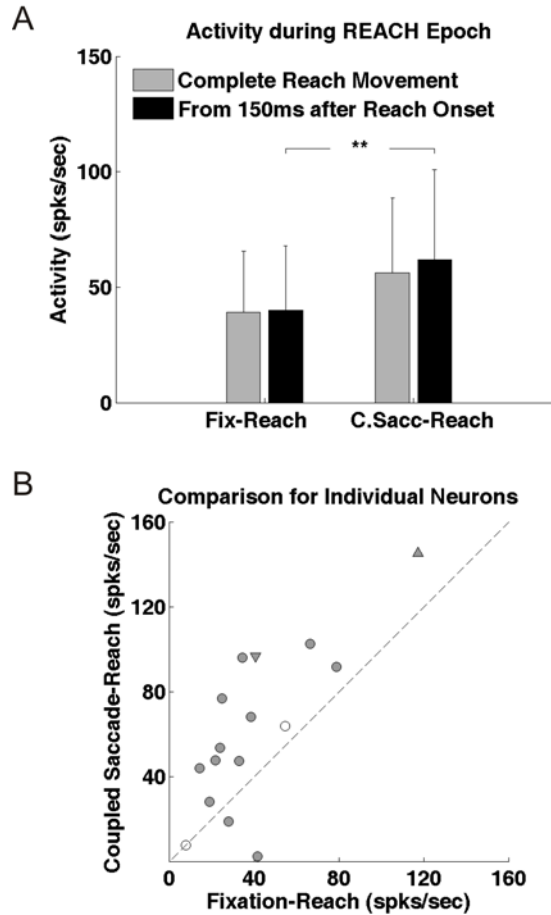 A
Activity during REACH Epoch
150
Complete Reach Movement
From 150ms after Reach Onset
**
100
Activity (spks/sec)
50
0
Fix-Reach
C.Sacc-Reach
B
Comparison for Individual Neurons
160
120
80
40
Coupled Saccade-Reach (spks/sec)
0
40
80
120
160
Fixation-Reach (spks/sec)